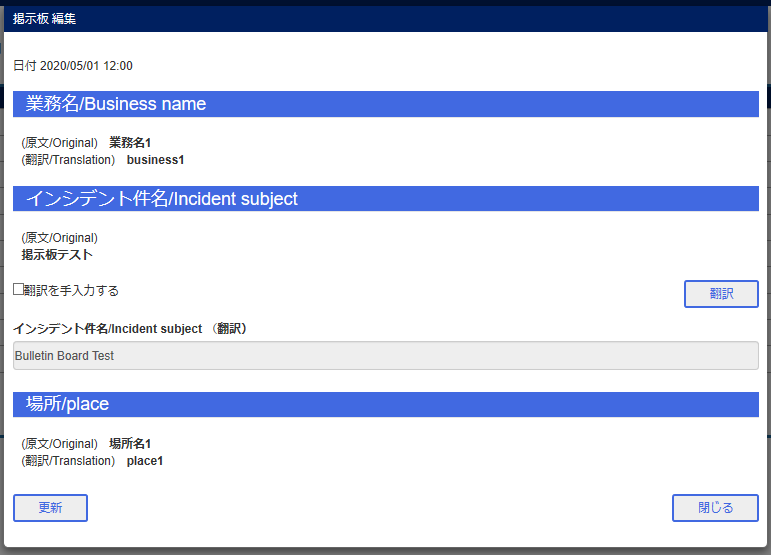 掲示板 編集
日付 2020/05/01 12:00
業務名/Business name
(原文/Original) 業務名1
(翻訳/Translation) business1
インシデント件名/Incident subject
(原文/Original)
掲示板テスト
翻訳を手入力する
翻訳
インシデント件名/Incident subject （翻訳）
Bulletin Board Test
場所/place
(原文/Original) 場所名1
(翻訳/Translation) place1
更新
閉じる